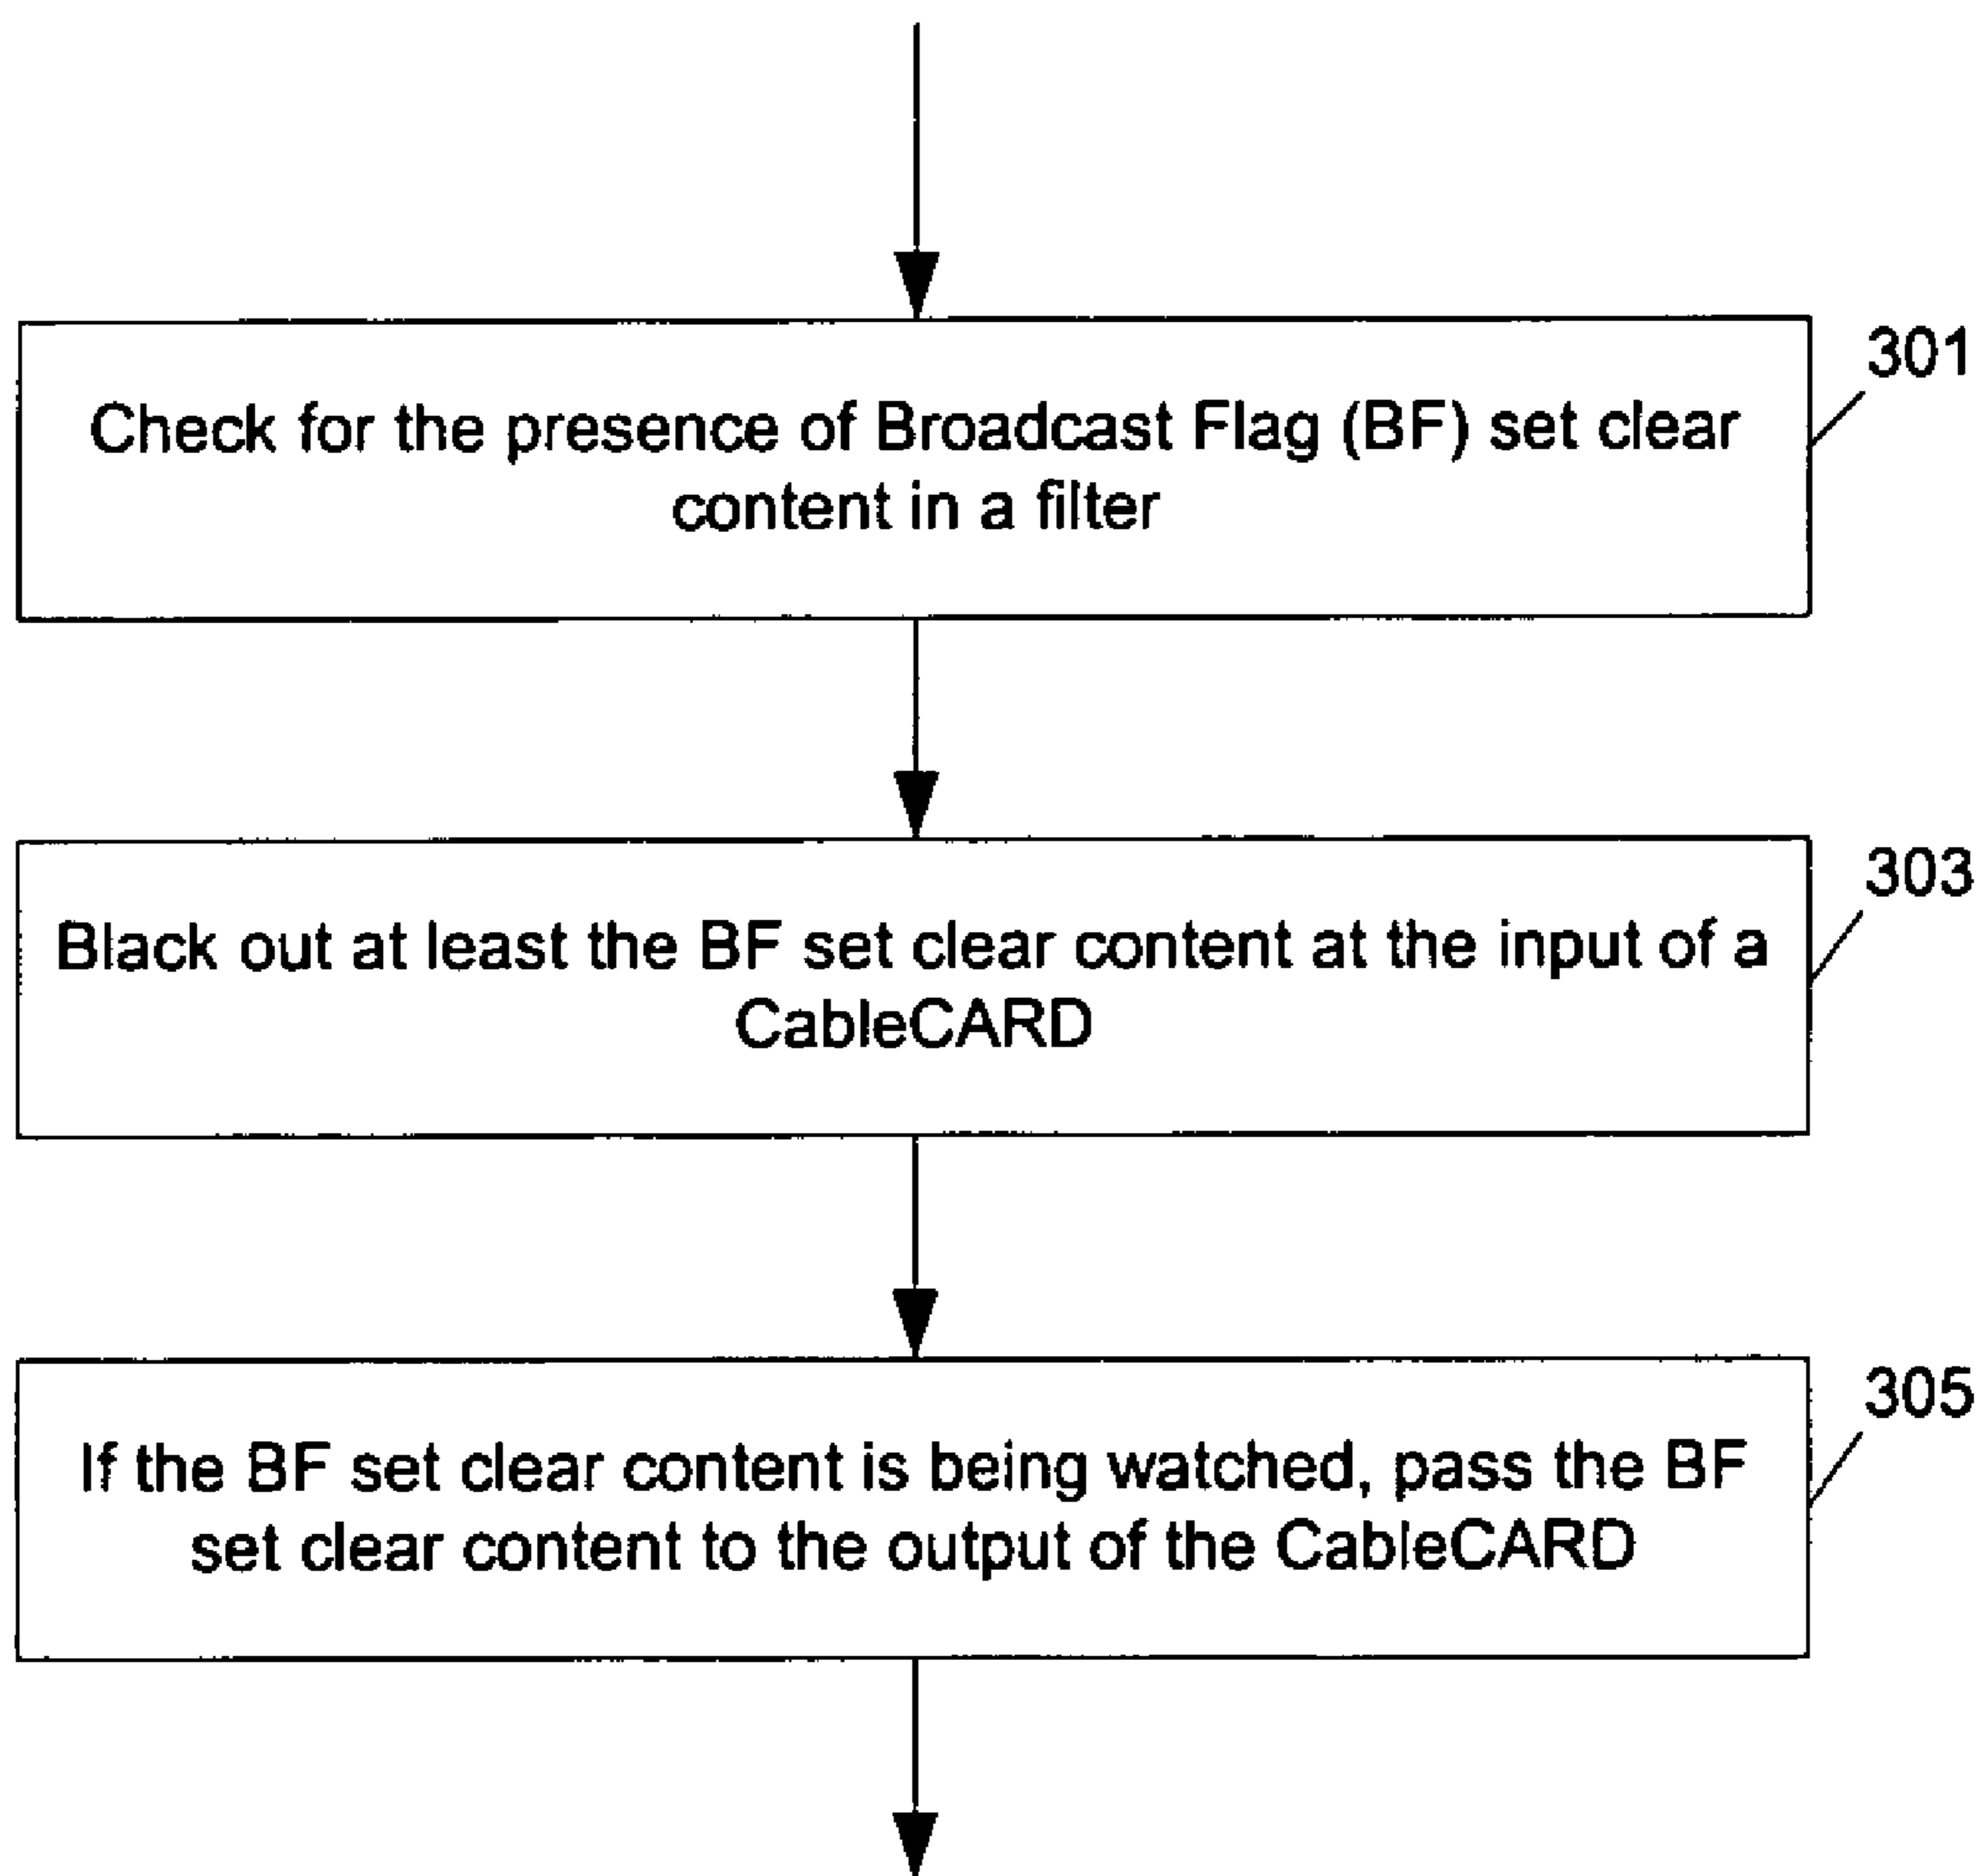 301
Check for the presence of Broadcast Flag (BF) set clear
content in a filter
303
Black out at least the BF set clear content at the input of a
CableCARD
305
If the BF set clear content is being watched, pass the BF
set clear content to the output of the CableCARD